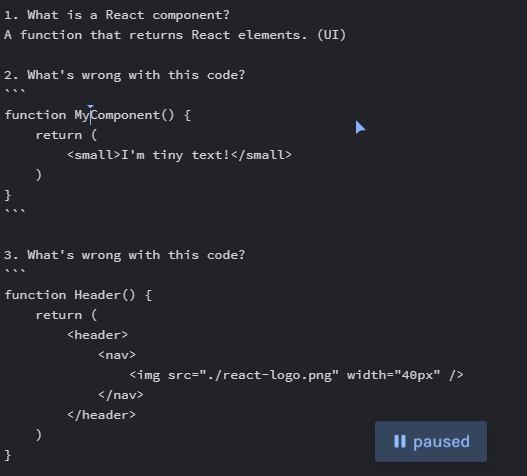 1. What is a React component?
A function that returns React elements. (UI)

2. What's wrong with this code?
```
function MyComponent() {
    return (
        <small>I'm tiny text!</small>
    )
}
```

3. What's wrong with this code?
```
function Header() {
    return (
        <header>
            <nav>
                <img src="./react-logo.png" width="40px" />
            </nav>
        </header>
    )
}
paused